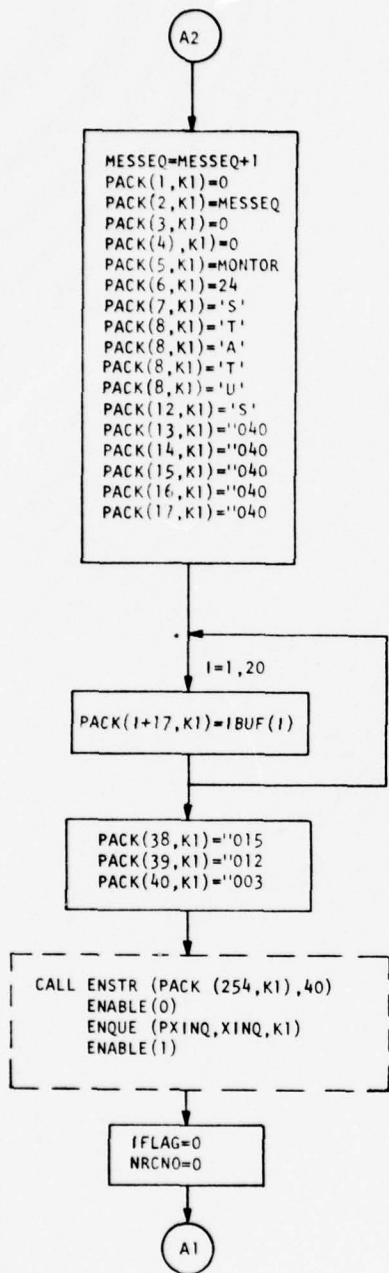 A2
MESSEQ=MESSEQ+1
PACK(1,K1)=0
PACK(2,K1)=MESSEQ
PACK(3,K1)=0
PACK(4),K1)=0
PACK(5,K1)=MONTOR
PACK(6,K1)=24
PACK(7,K1)='S'
PACK(8,K1)='T'
PACK(8,K1)='A'
PACK(8,K1)='T'
PACK(8,K1)='U'
PACK(12,K1)='S'
PACK(13,K1)="040
PACK(14,K1)="040
PACK(15,K1)="040
PACK(16,K1)="040
PACK(17,K1)="040
I=1,20
PACK(I+17,K1)=IBUF(I)
PACK(38,K1)="015
PACK(39,K1)="012
PACK(40,K1)="003
CALL ENSTR (PACK (254,K1),40)
ENABLE(0)
ENQUE (PXINQ,XINQ,K1)
ENABLE(1)
IFLAG=0
NRCNO=0
A1